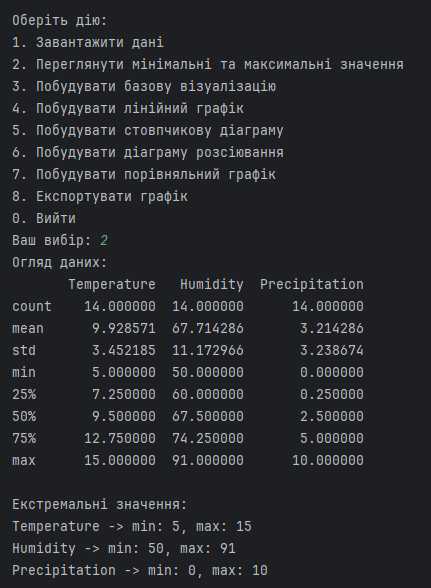 Оберіть дію:
1. Завантажити дані
2. Переглянути мінімальні та максимальні значення
3. Побудувати базову візуалізацію
4. Побудувати лінійний графік
5. Побудувати стовпчикову діаграму
6. Побудувати діаграму розсіювання
7. Побудувати порівняльний графік
8. Експортувати графік
0. Вийти
Ваш вибір: 2
Огляд даних:
Temperature Humidity Precipitation
count 14.000000 14.000000 14.000000
mean 9.928571 67.714286 3.214286
std 3.452185 11.172966 3.238674
min 5.000000 50.000000 0.000000
25% 7.250000 60.000000 0.250000
50% 9.500000 67.500000 2.500000
75% 12.750000 74.250000 5.000000
max 15.000000 91.000000 10.000000
Екстремальні значення:
Temperature -> min: 5, max: 15
Humidity -> min: 50, max: 91
Precipitation -> min: 0, max: 10